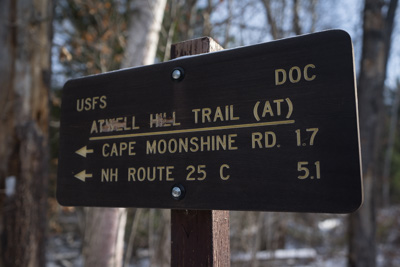 USFS DOC
ATWELL HILL TRAIL (AT)
CAPE MOONSHINE RD. 1.7
NH ROUTE 25 C 5.1